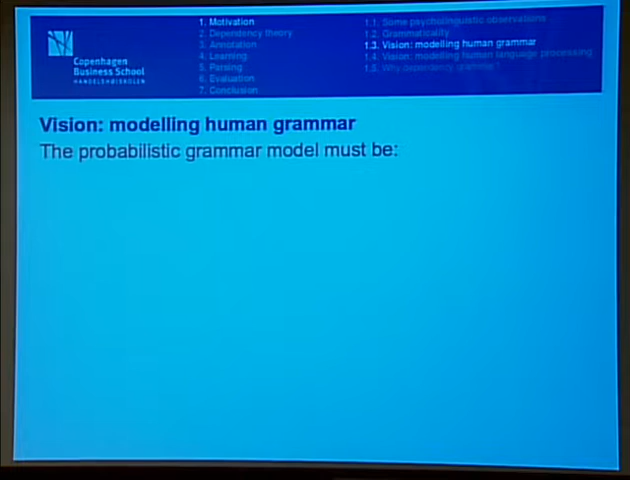 Copenhagen
Business School
HANDELSHØJSKOLEN
1. Motivation
2. Dependency theory
3. Annotation
4. Learning
5. Parsing
6. Evaluation
7. Conclusion
1.1. Some psycholinguistic observations
1.2. Grammaticality
1.3. Vision: modelling human grammar
1.4. Vision: modelling human language processing
1.5. Why dependency grammar?
Vision: modelling human grammar
The probabilistic grammar model must be: